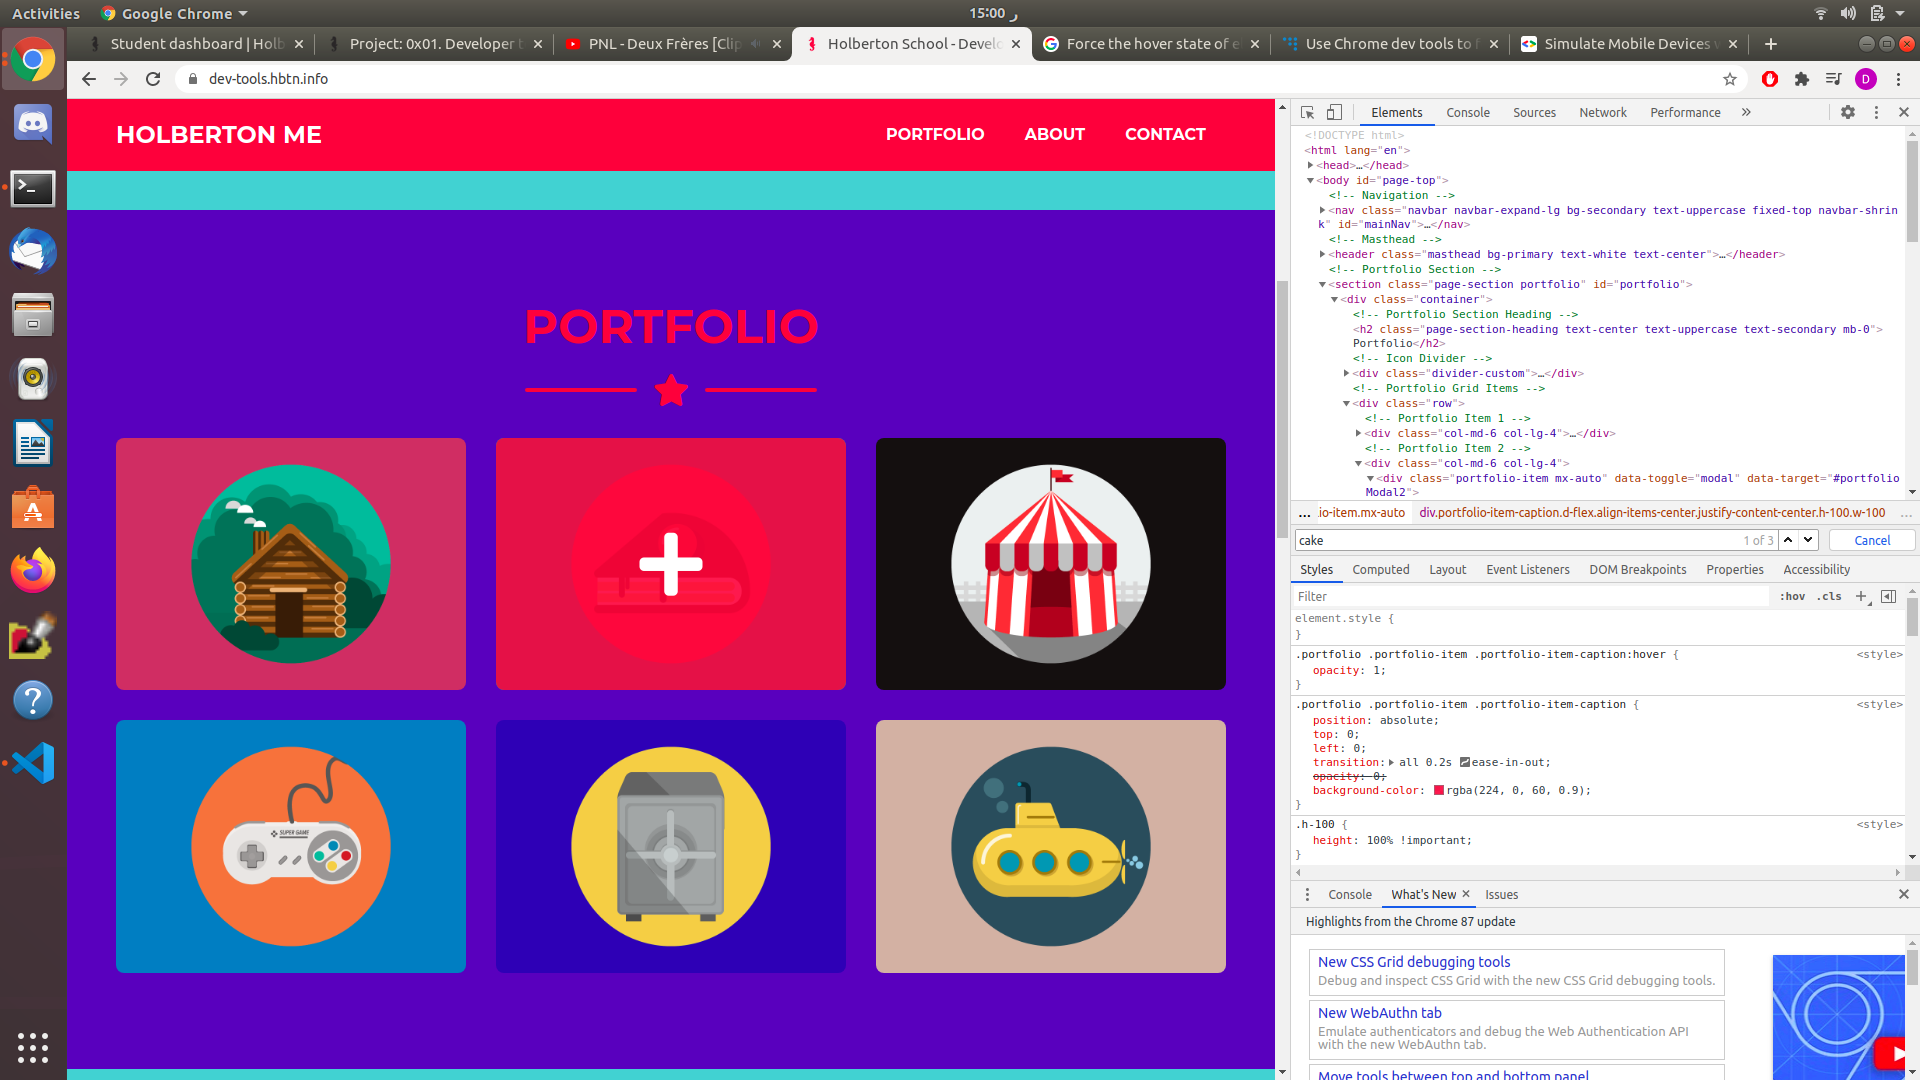 Activities
Google Chrome
15:00 ر
Student dashboard | Holb
Project: 0x01. Developer t
PNL - Deux Frères [Clip
Holberton School - Develo
Force the hover state of e
Use Chrome dev tools to f
Simulate Mobile Devices w
dev-tools.hbtn.info
D
HOLBERTON ME
PORTFOLIO
ABOUT
CONTACT
PORTFOLIO
SUPER GAME
Elements
Console
Sources
Network
Performance
<!DOCTYPE html>
<html lang="en">
<head>…</head>
<body id="page-top">
<!-- Navigation -->
<nav class="navbar navbar-expand-lg bg-secondary text-uppercase fixed-top navbar-shrin
k" id="mainNav">…</nav>
<!-- Masthead -->
<header class="masthead bg-primary text-white text-center">…</header>
<!-- Portfolio Section -->
<section class="page-section portfolio" id="portfolio">
<div class="container">
<!-- Portfolio Section Heading -->
<h2 class="page-section-heading text-center text-uppercase text-secondary mb-0">
Portfolio</h2>
<!-- Icon Divider -->
<div class="divider-custom">…</div>
<!-- Portfolio Grid Items -->
<div class="row">
<!-- Portfolio Item 1 -->
<div class="col-md-6 col-lg-4">…</div>
<!-- Portfolio Item 2 -->
<div class="col-md-6 col-lg-4">
<div class="portfolio-item mx-auto" data-toggle="modal" data-target="#portfolio
Modal2">
… io-item.mx-auto div.portfolio-item-caption.d-flex.align-items-center.justify-content-center.h-100.w-100 …
cake
1 of 3
Cancel
Styles
Computed
Layout
Event Listeners
DOM Breakpoints
Properties
Accessibility
Filter
:hov .cls +
element.style {
}
.portfolio .portfolio-item .portfolio-item-caption:hover { <style>
opacity: 1;
}
.portfolio .portfolio-item .portfolio-item-caption { <style>
position: absolute;
top: 0;
left: 0;
transition: all 0.2s ease-in-out;
opacity: 0;
background-color: rgba(224, 0, 60, 0.9);
}
.h-100 { <style>
height: 100% !important;
}
Console
What's New
Issues
Highlights from the Chrome 87 update
New CSS Grid debugging tools
Debug and inspect CSS Grid with the new CSS Grid debugging tools.
New WebAuthn tab
Emulate authenticators and debug the Web Authentication API
with the new WebAuthn tab.
Move tools between top and bottom panel